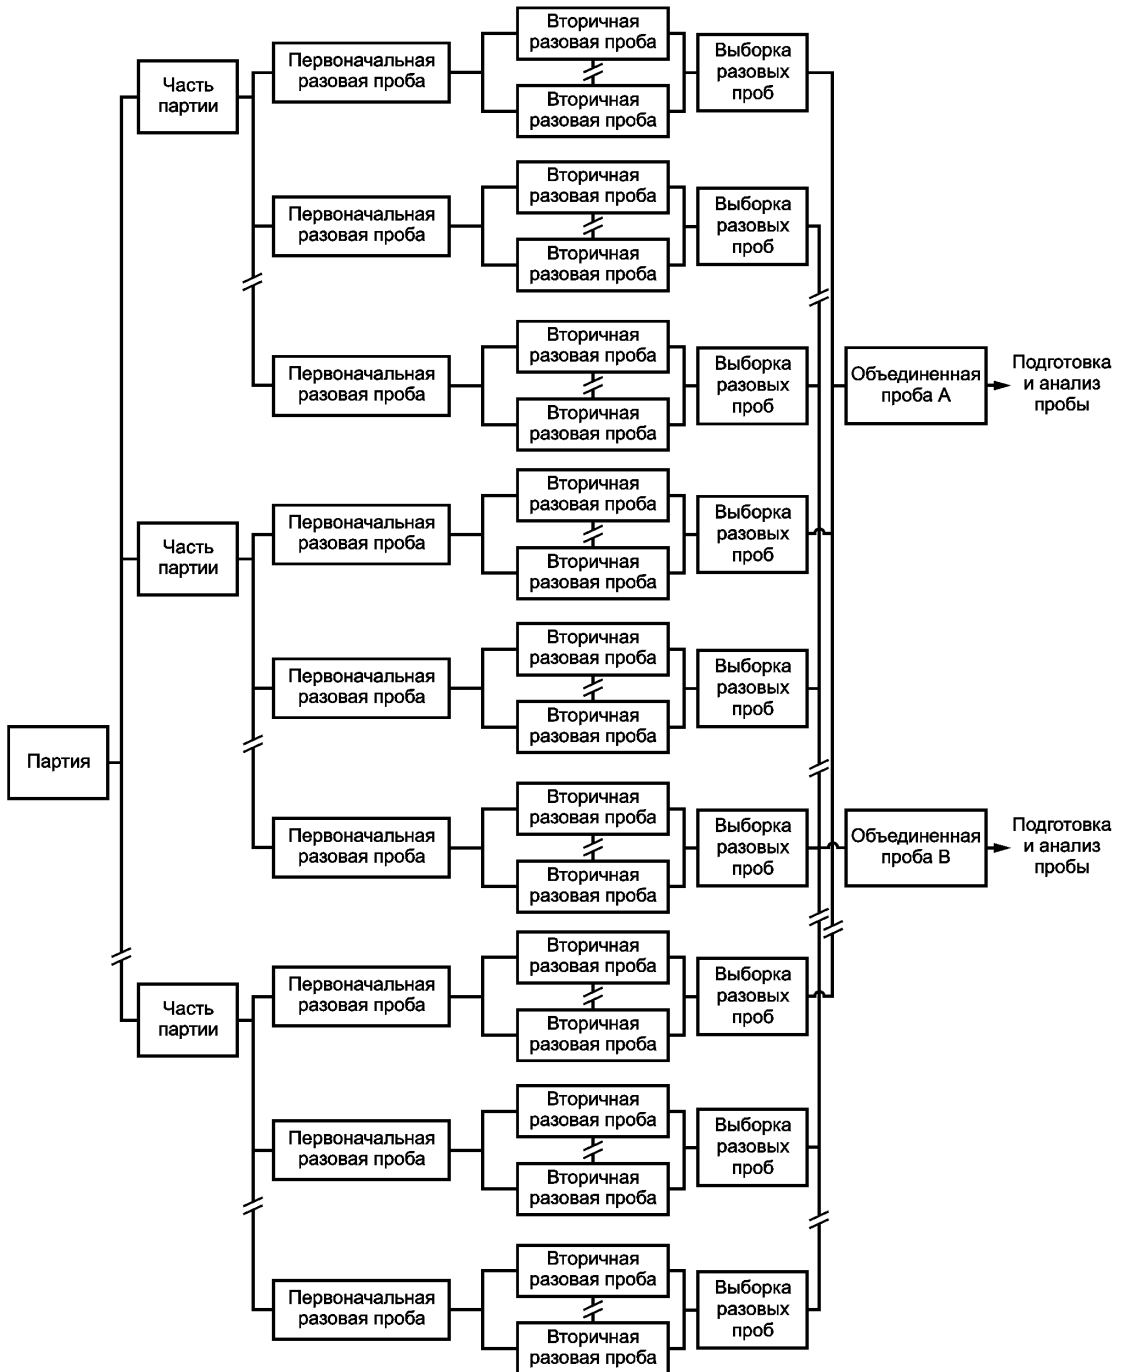 Вторичная
разовая проба
Первоначальная
разовая проба
Выборка
разовых
проб
Часть
партии
Вторичная
разовая проба
Вторичная
разовая проба
Первоначальная
разовая проба
Выборка
разовых
проб
Вторичная
разовая проба
Вторичная
разовая проба
Первоначальная
разовая проба
Выборка
разовых
проб
Объединенная
проба А
Подготовка
и анализ
пробы
Вторичная
разовая проба
Вторичная
разовая проба
Часть
партии
Первоначальная
разовая проба
Выборка
разовых
проб
Вторичная
разовая проба
Вторичная
разовая проба
Первоначальная
разовая проба
Выборка
разовых
проб
Вторичная
разовая проба
Партия
Вторичная
разовая проба
Первоначальная
разовая проба
Выборка
разовых
проб
Объединенная
проба В
Подготовка
и анализ
пробы
Вторичная
разовая проба
Вторичная
разовая проба
Часть
партии
Первоначальная
разовая проба
Выборка
разовых
проб
Вторичная
разовая проба
Вторичная
разовая проба
Первоначальная
разовая проба
Выборка
разовых
проб
Вторичная
разовая проба
Вторичная
разовая проба
Первоначальная
разовая проба
Выборка
разовых
проб
Вторичная
разовая проба